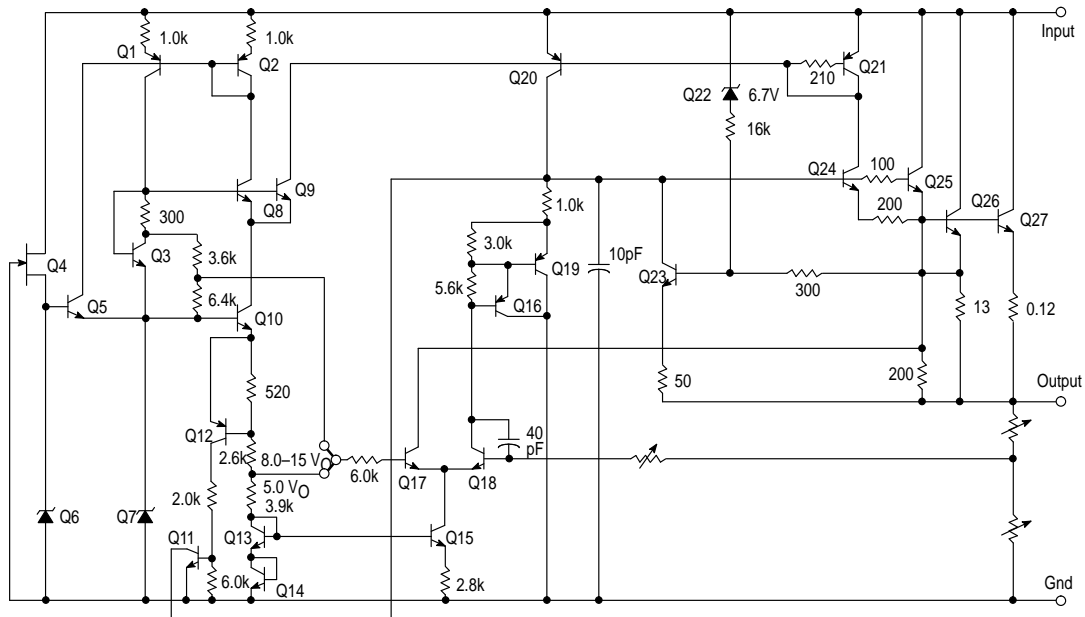 Input
Q1
1.0k
1.0k
Q2
Q20
Q21
210
Q22
6.7V
16k
Q9
Q8
Q24
100
Q25
200
Q26
Q27
300
Q3
1.0k
3.0k
Q19
10pF
Q4
3.6k
6.4k
5.6k
Q16
Q23
300
13
0.12
Q5
Q10
520
50
200
Output
Q12
2.6k
8.0–15 VO
6.0k
40
pF
Q17
Q18
5.0 VO
3.9k
2.0k
Q6
Q7
Q11
Q13
Q15
6.0k
Q14
2.8k
Gnd